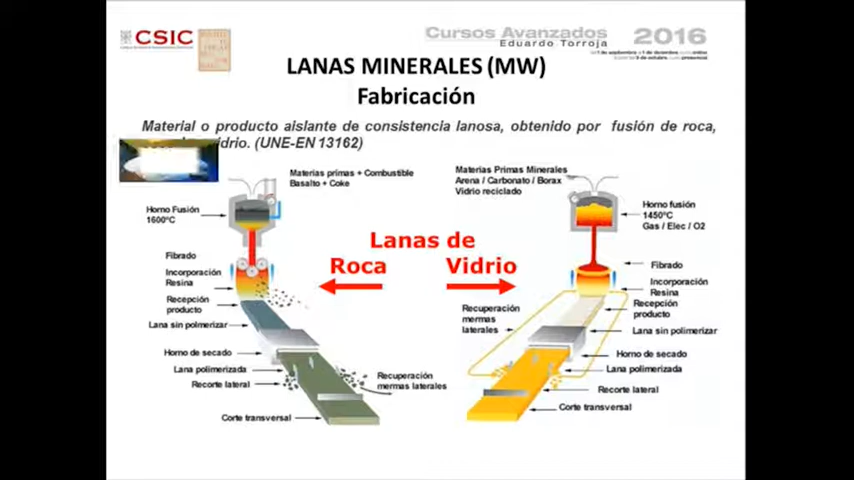 CSIC
Cursos Avanzados
Eduardo Torroja
2016
LANAS MINERALES (MW)
Fabricación
Material o producto aislante de consistencia lanosa, obtenido por fusión de roca,
vidrio. (UNE-EN 13162)
Materias primas + Combustible
Basalto + Coke
Horno Fusión
1600ºC
Fibrado
Incorporación
Resina
Recepción
producto
Lana sin polmerizar
Horno de secado
Lana polimerizada
Recorte lateral
Corte transversal
Recuperación
mermas laterales
Lanas de
Roca
Vidrio
Materias Primas Minerales
Arena / Carbonato / Borax
Vidrio reciclado
Horno fusión
1450ºC
Gas / Elec / O2
Fibrado
Incorporación
Resina
Recepción
producto
Recuperación
mermas
laterales
Lana sin polimerizar
Horno de secado
Lana polimerizada
Recorte lateral
Corte transversal